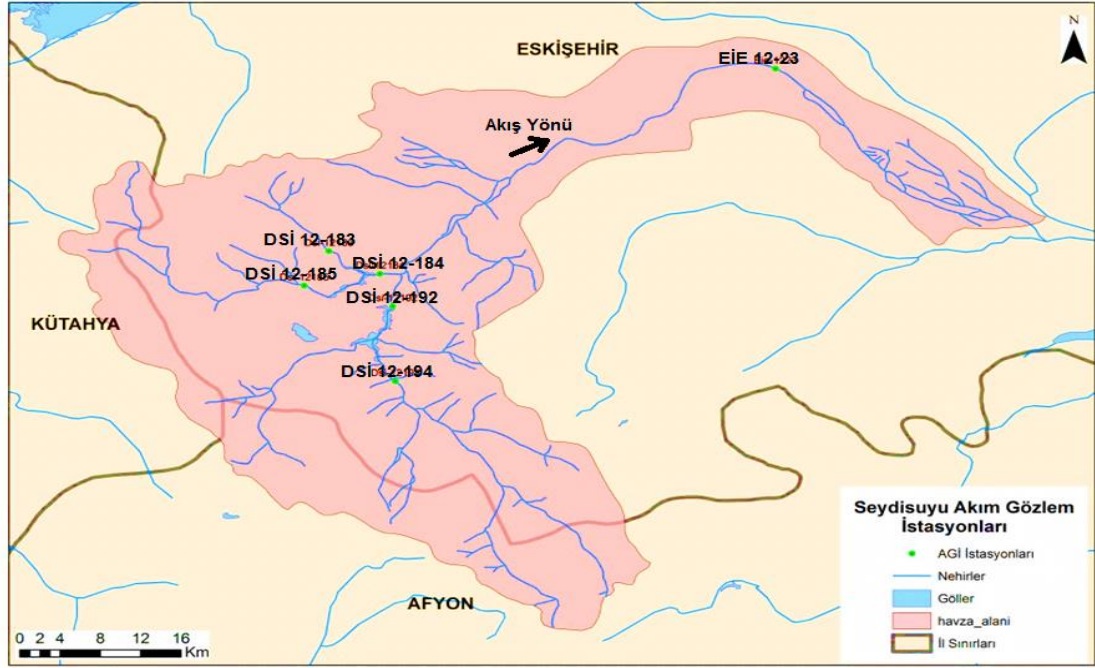 N
ESKİŞEHİR
EİE 12-23
Akış Yönü
DSİ 12-183
DSİ 12-184
DSİ 12-185
DSİ 12-192
KÜTAHYA
DSİ 12-194
AFYON
Seydisuyu Akım Gözlem
İstasyonları
AGİ İstasyonları
Nehirler
Göller
havza_alani
İl Sınırları
0 2 4 8 12 16
Km